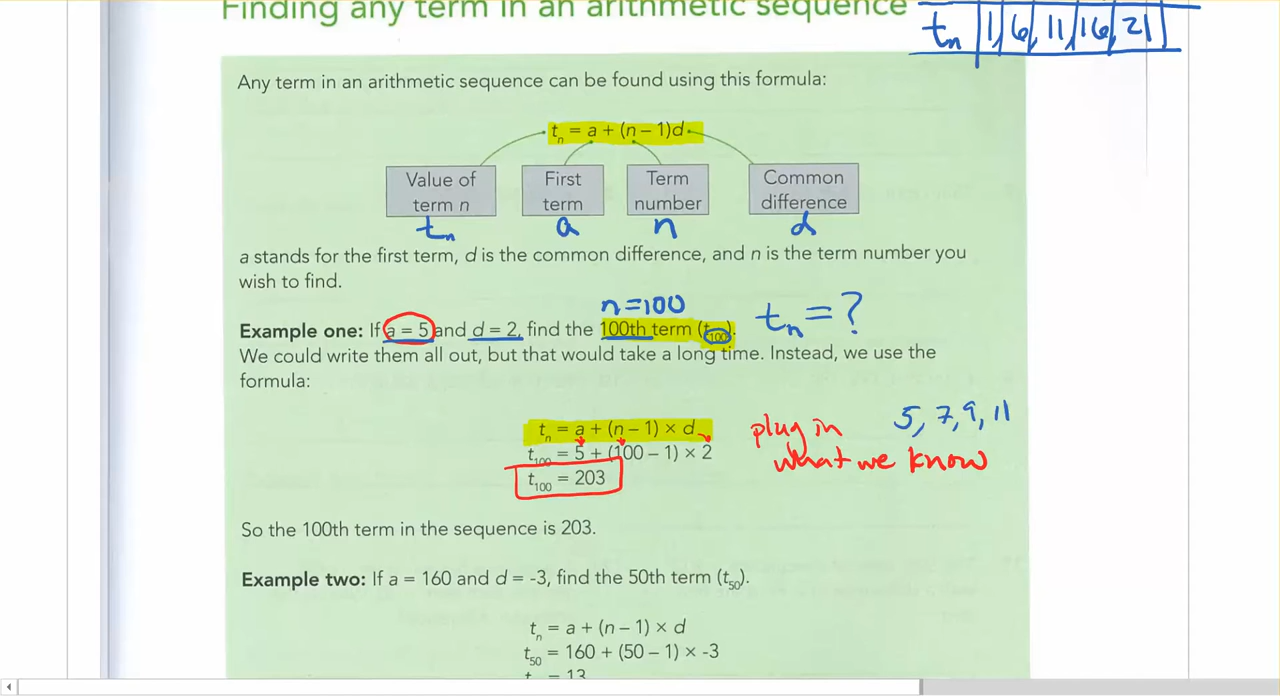 Finding any term in an arithmetic sequence
tn 1, 6, 11, 16, 21
Any term in an arithmetic sequence can be found using this formula:
tn = a + (n – 1)d
Value of term n
First term
Term number
Common difference
tn a n d
a stands for the first term, d is the common difference, and n is the term number you
wish to find.
n=100
tn = ?
Example one: If a = 5 and d = 2, find the 100th term (t100).
We could write them all out, but that would take a long time. Instead, we use the
formula:
tn = a + (n – 1) × d
t100 = 5 + (100 – 1) × 2
t100 = 203
plug in
what we know
5, 7, 9, 11
So the 100th term in the sequence is 203.
Example two: If a = 160 and d = -3, find the 50th term (t50).
tn = a + (n – 1) × d
t50 = 160 + (50 – 1) × -3
= 13